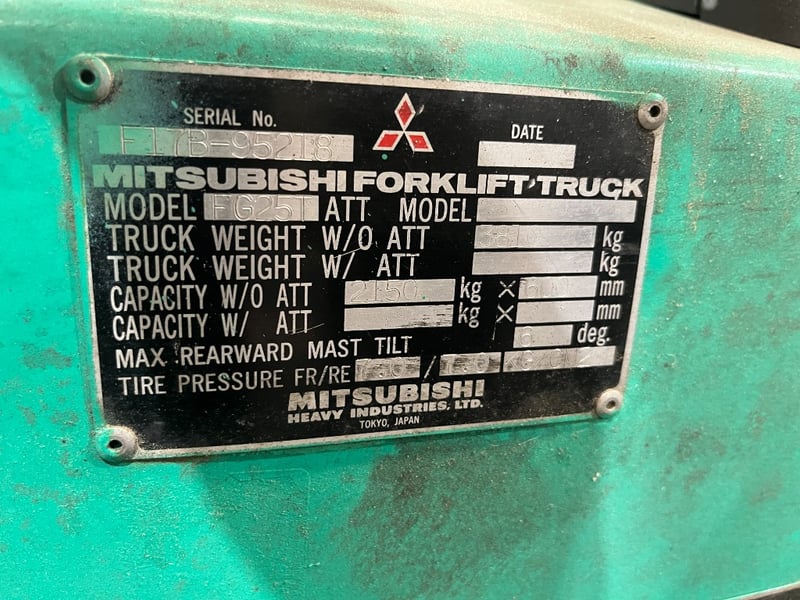 SERIAL No.
F17B-95218
DATE
MITSUBISHI FORKLIFT TRUCK
MODEL FG25T ATT MODEL
TRUCK WEIGHT W/O ATT kg
TRUCK WEIGHT W/ ATT kg
CAPACITY W/O ATT 2150 kg X 600 mm
CAPACITY W/ ATT kg X mm
MAX REARWARD MAST TILT 6 deg.
TIRE PRESSURE FR/RE /
MITSUBISHI
HEAVY INDUSTRIES, LTD.
TOKYO, JAPAN